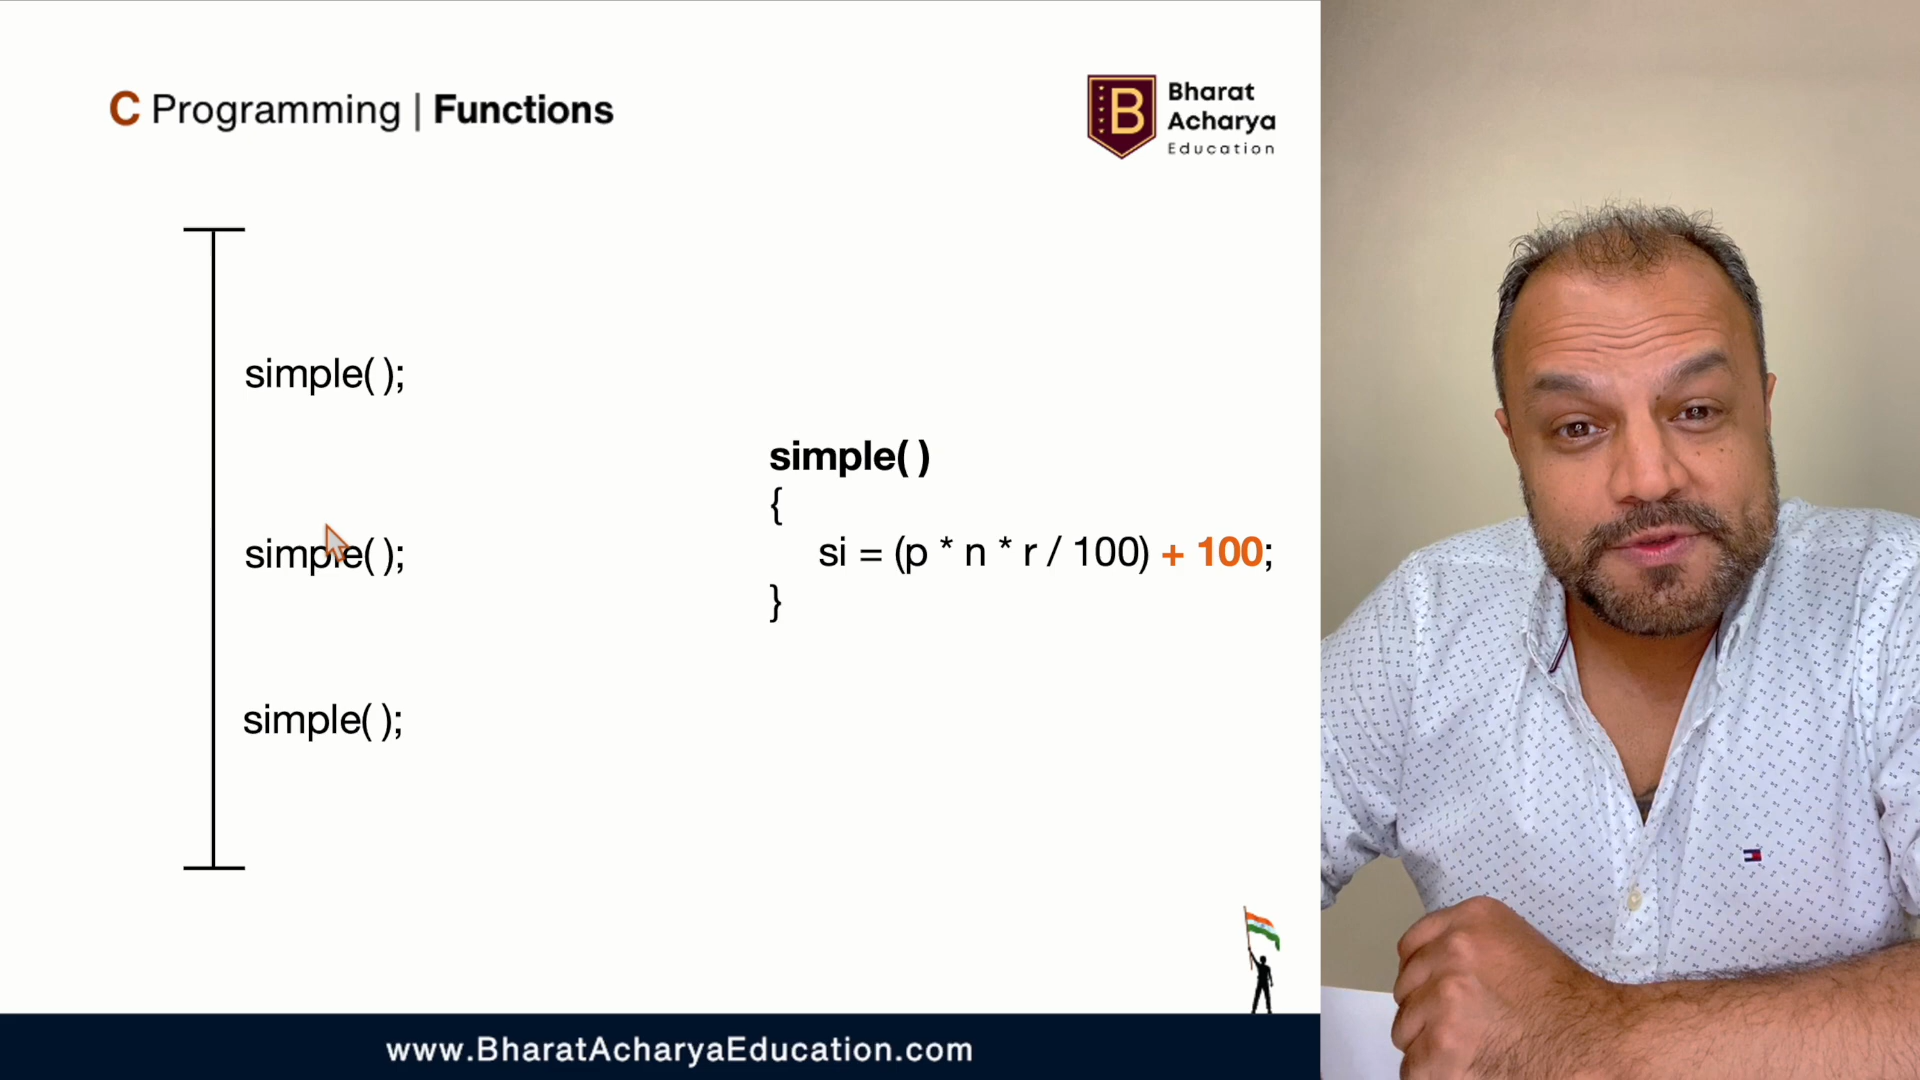 C Programming | Functions
B
Bharat
Acharya
Education
simple( );
simple( );
simple( );
simple( )
{
si = (p * n * r / 100) + 100;
}
www.BharatAcharyaEducation.com